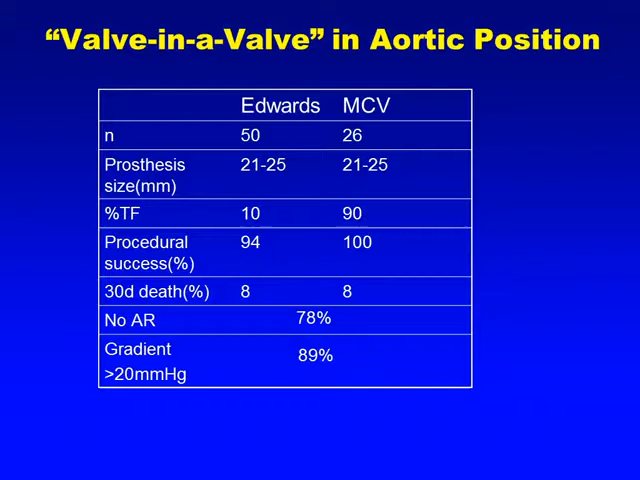 “Valve-in-a-Valve” in Aortic Position
Edwards MCV
n 50 26
Prosthesis size(mm) 21-25 21-25
%TF 10 90
Procedural success(%) 94 100
30d death(%) 8 8
No AR 78%
Gradient >20mmHg 89%